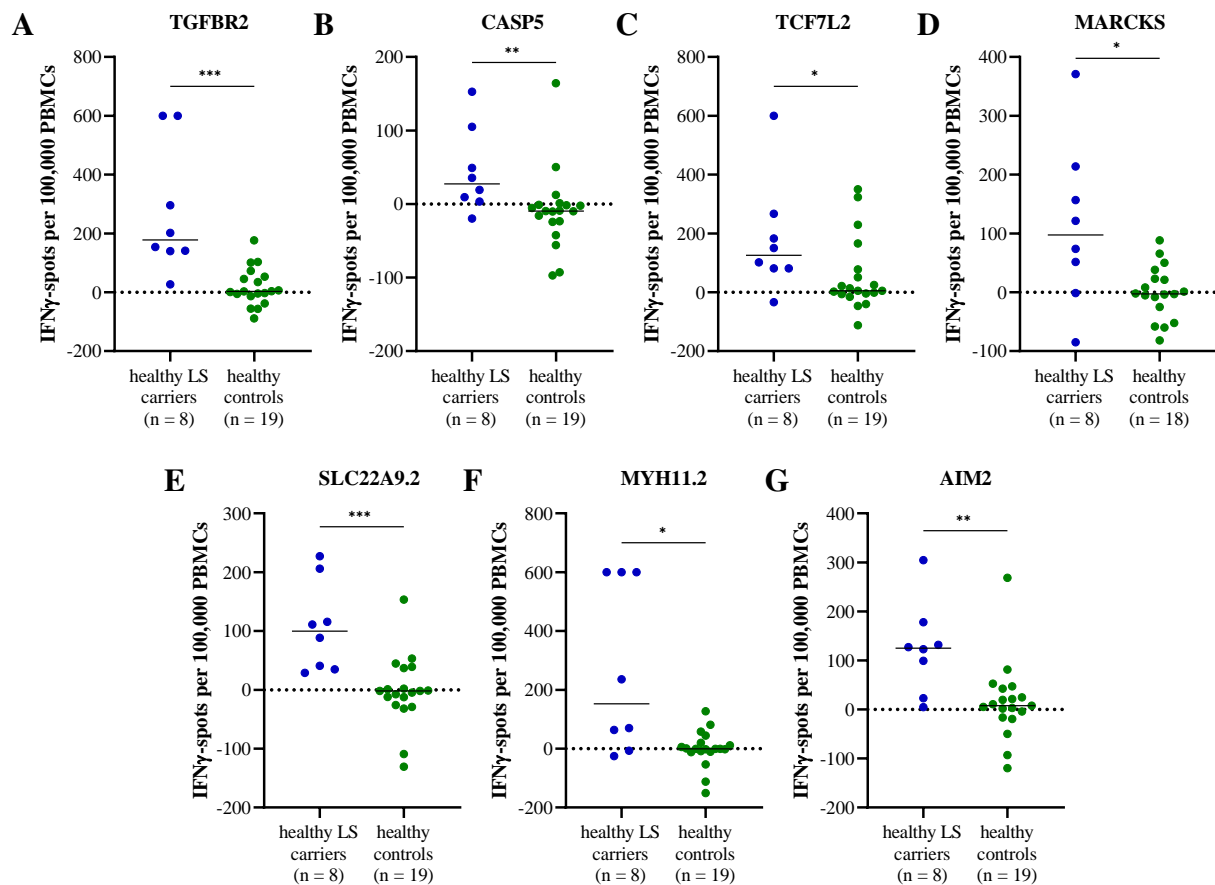 A
TGFBR2
IFNγ-spots per 100,000 PBMCs
800
600
400
200
0
-200
***
healthy LS
carriers
(n = 8)
healthy
controls
(n = 19)
B
CASP5
IFNγ-spots per 100,000 PBMCs
200
100
0
-100
-200
**
healthy LS
carriers
(n = 8)
healthy
controls
(n = 19)
C
TCF7L2
IFNγ-spots per 100,000 PBMCs
800
600
400
200
0
-200
*
healthy LS
carriers
(n = 8)
healthy
controls
(n = 19)
D
MARCKS
IFNγ-spots per 100,000 PBMCs
400
300
200
100
0
-100
*
healthy LS
carriers
(n = 8)
healthy
controls
(n = 18)
E
SLC22A9.2
IFNγ-spots per 100,000 PBMCs
300
200
100
0
-100
-200
***
healthy LS
carriers
(n = 8)
healthy
controls
(n = 19)
F
MYH11.2
IFNγ-spots per 100,000 PBMCs
800
600
400
200
0
-200
*
healthy LS
carriers
(n = 8)
healthy
controls
(n = 19)
G
AIM2
IFNγ-spots per 100,000 PBMCs
400
300
200
100
0
-100
-200
**
healthy LS
carriers
(n = 8)
healthy
controls
(n = 19)